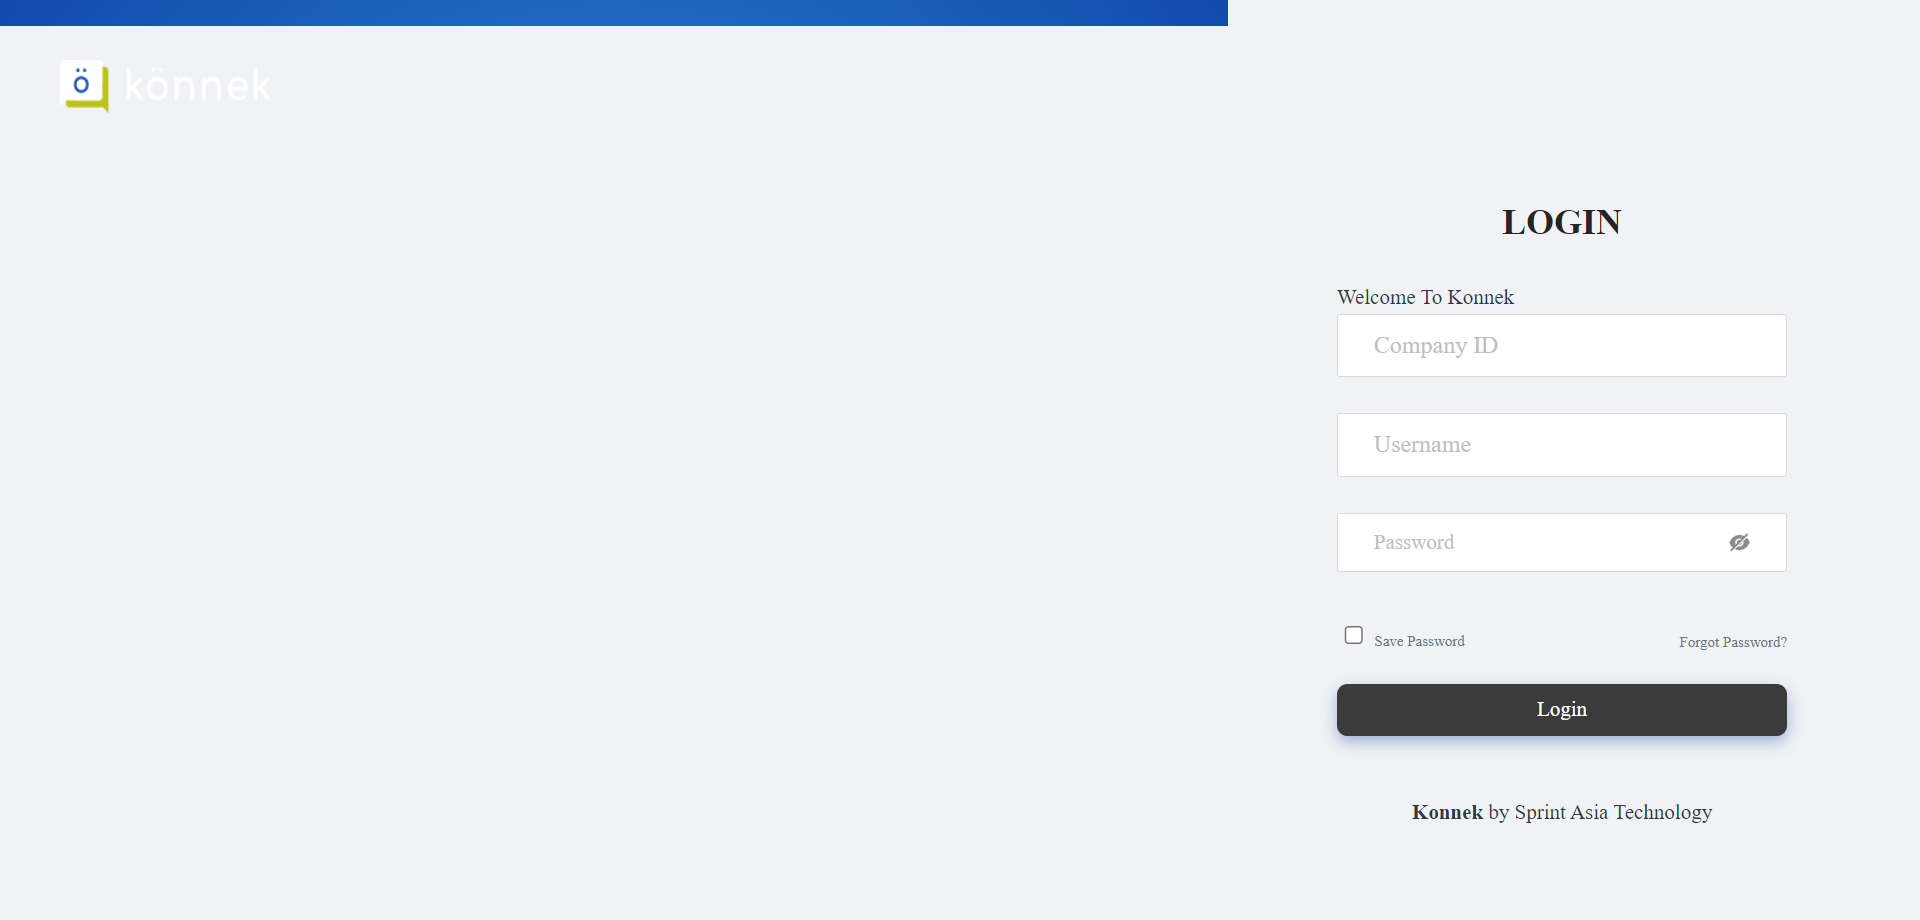 ö könnek
LOGIN
Welcome To Konnek
Company ID
Username
Password
Save Password
Forgot Password?
Login
Konnek by Sprint Asia Technology